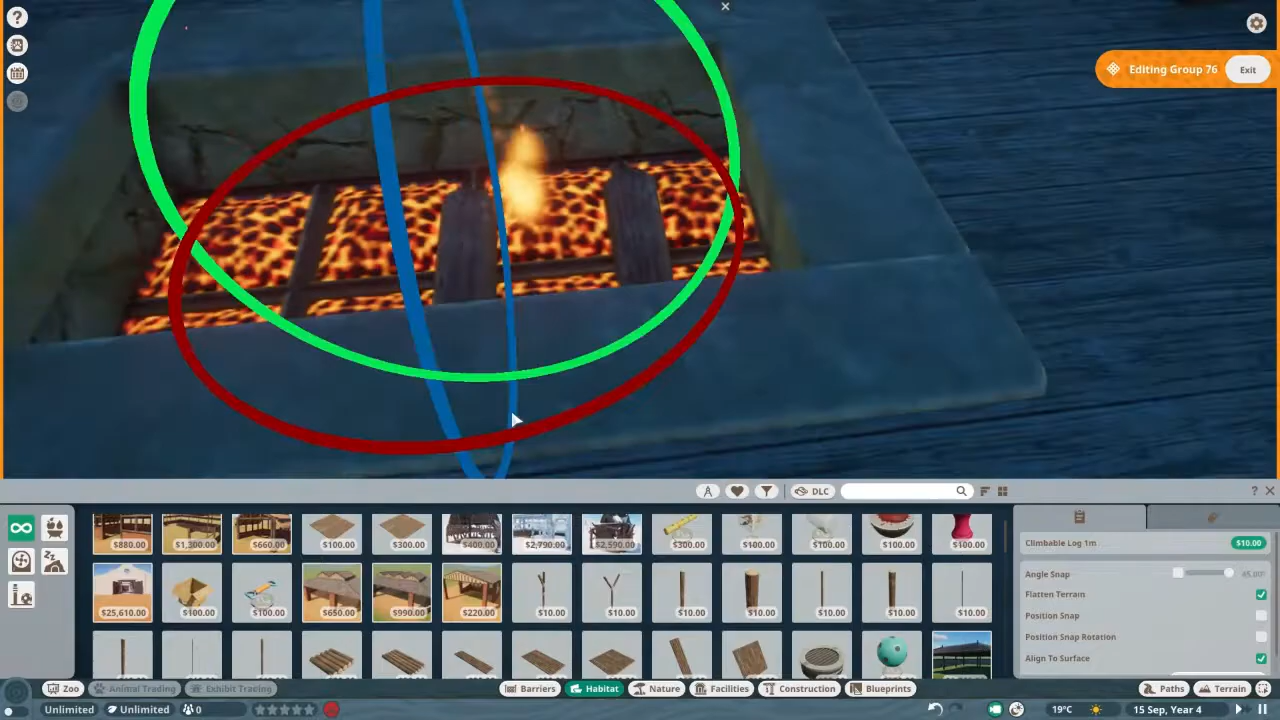 ?
Editing Group 76 Exit
DLC
?
$880.00 $1,300.00 $660.00 $100.00 $300.00 $400.00 $2,790.00 $2,590.00 $300.00 $100.00 $100.00 $100.00 $100.00
$25,610.00 $100.00 $100.00 $650.00 $990.00 $220.00 $10.00 $10.00 $10.00 $10.00 $10.00 $10.00 $10.00
Climbable Log 1m $10.00
Angle Snap 45.00°
Flatten Terrain
Position Snap
Position Snap Rotation
Align To Surface
Zoo Animal Trading Exhibit Trading Barriers Habitat Nature Facilities Construction Blueprints Paths Terrain
Unlimited Unlimited 0 19°C 15 Sep, Year 4